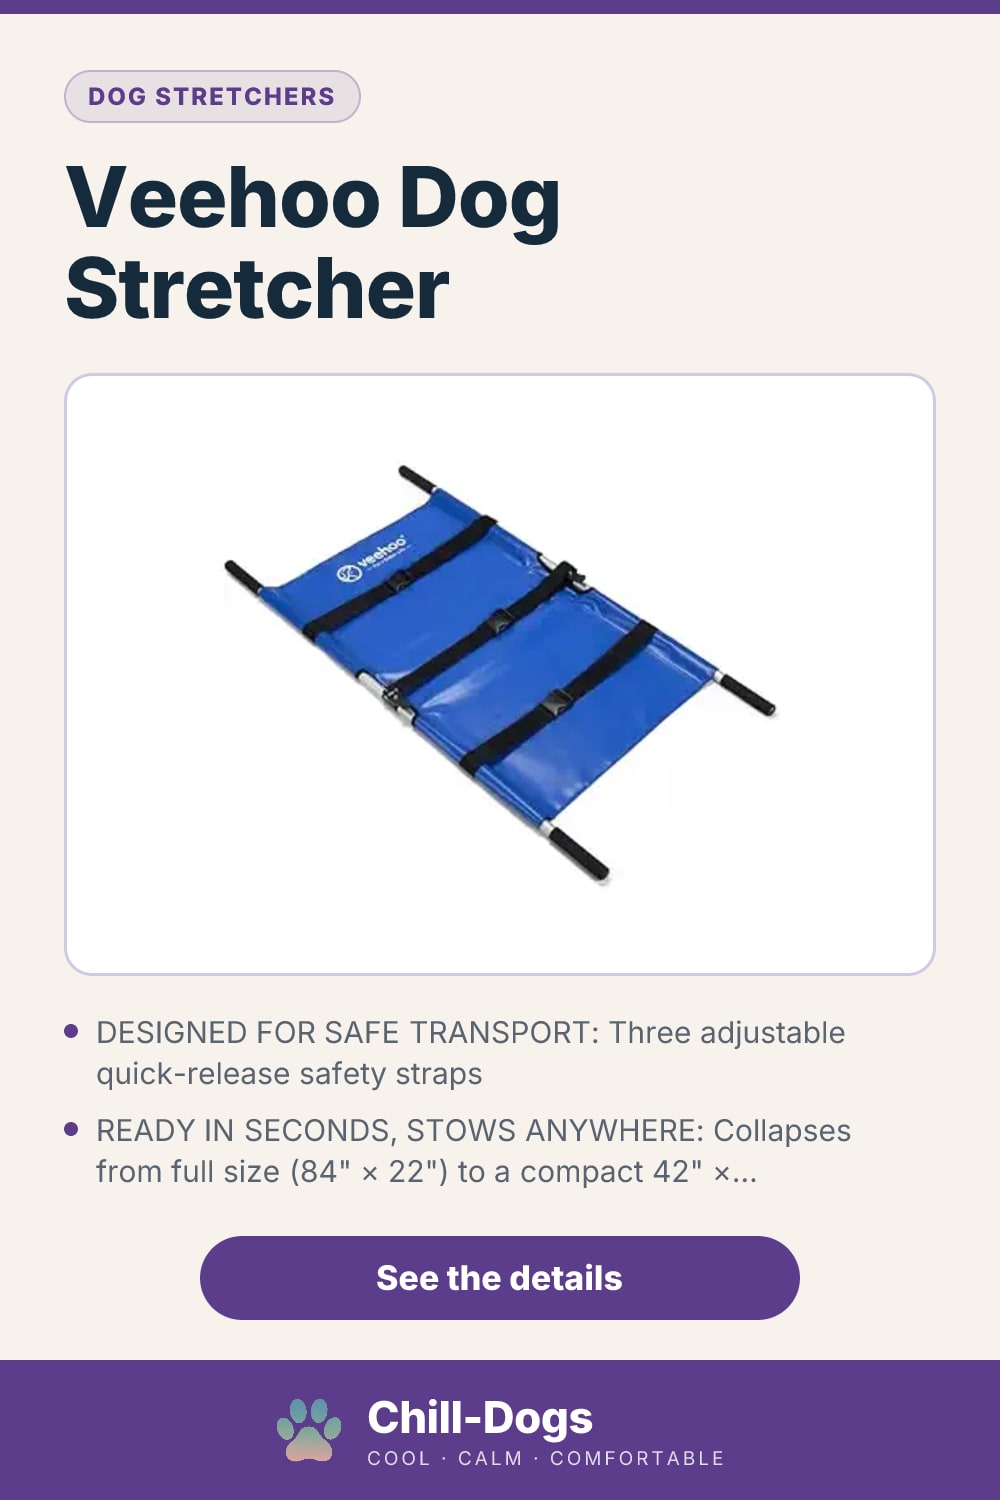 DOG STRETCHERS
Veehoo Dog
Stretcher
veehoo
DESIGNED FOR SAFE TRANSPORT: Three adjustable
quick-release safety straps
READY IN SECONDS, STOWS ANYWHERE: Collapses
from full size (84" × 22") to a compact 42" ×...
See the details
Chill-Dogs
COOL · CALM · COMFORTABLE